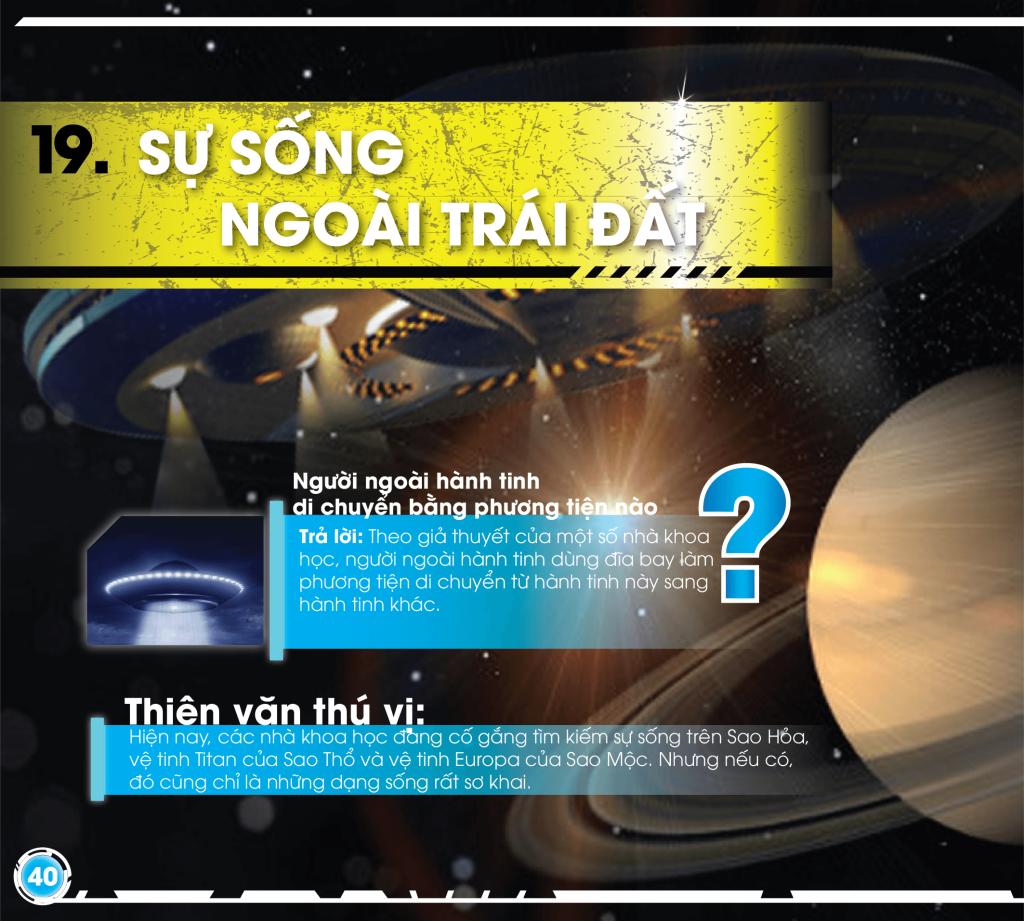 19. SỰ SỐNG
NGOÀI TRÁI ĐẤT
Người ngoài hành tinh
di chuyển bằng phương tiện nào
?
Trả lời: Theo giả thuyết của một số nhà khoa
học, người ngoài hành tinh dùng đĩa bay làm
phương tiện di chuyển từ hành tinh này sang
hành tinh khác.
Thiên văn thú vị:
Hiện nay, các nhà khoa học đang cố gắng tìm kiếm sự sống trên Sao Hỏa,
vệ tinh Titan của Sao Thổ và vệ tinh Europa của Sao Mộc. Nhưng nếu có,
đó cũng chỉ là những dạng sống rất sơ khai.
40